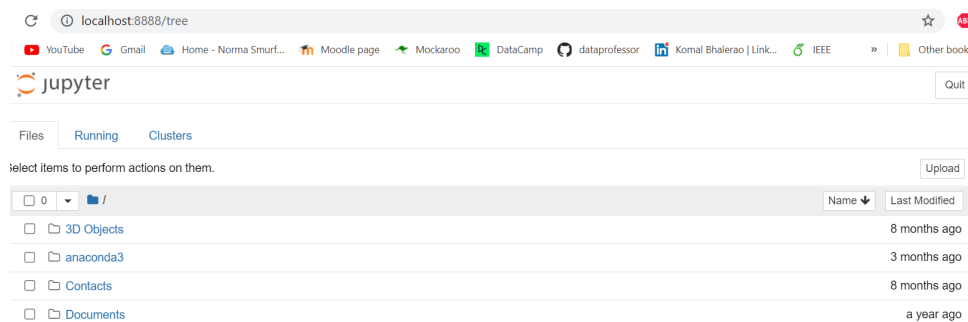 localhost:8888/tree
YouTube Gmail Home - Norma Smurf... Moodle page Mockaroo DataCamp dataprofessor Komal Bhalerao | Link... IEEE » Other book
jupyter Quit
Files Running Clusters
Select items to perform actions on them. Upload
0 / Name Last Modified
3D Objects 8 months ago
anaconda3 3 months ago
Contacts 8 months ago
Documents a year ago